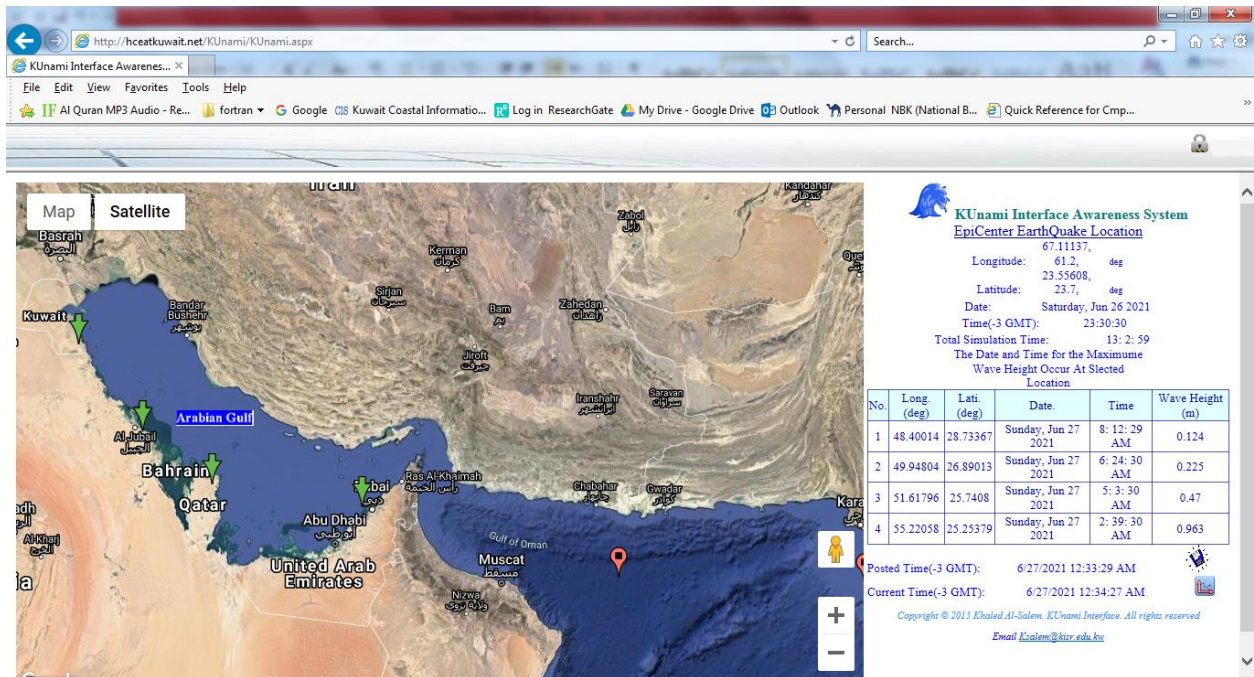 http://hceatkuwait.net/KUnami/KUnami.aspx
Search...
KUnami Interface Awarenes...
File Edit View Favorites Tools Help
Al Quran MP3 Audio - Re... fortran Google CIS Kuwait Coastal Informatio... Log in ResearchGate My Drive - Google Drive Outlook Personal NBK (National B... Quick Reference for Cmp...
Map Satellite
Iran
Kandahar
Zabol
زابل
Basrah
البصرة
Kerman
کرمان
Sirjan
سیرجان
Bam
بم
Zahedan
زاهدان
Bandar
Bushehr
بوشهر
Kuwait
Jiroft
جیرفت
Iranshahr
ایرانشهر
Saravan
سراوان
Arabian Gulf
Al Jubail
الجبيل
Bahrain
Ras Al-Khaimah
رأس الخيمة
دبي
Chabahar
چابهار
Gwadar
گوادر
Qatar
Abu Dhabi
أبوظبي
Al-Kharj
الخرج
Gulf of Oman
Muscat
مسقط
United Arab
Emirates
Nizwa
ولاية نزوى
KUnami Interface Awareness System
EpiCenter EarthQuake Location
67.11137,
Longitude: 61.2, deg
23.55608,
Latitude: 23.7, deg
Date: Saturday, Jun 26 2021
Time(-3 GMT): 23:30:30
Total Simulation Time: 13: 2: 59
The Date and Time for the Maximume
Wave Height Occur At Slected
Location
No. Long. (deg) Lati. (deg) Date. Time Wave Height (m)
1 48.40014 28.73367 Sunday, Jun 27 2021 8: 12: 29 AM 0.124
2 49.94804 26.89013 Sunday, Jun 27 2021 6: 24: 30 AM 0.225
3 51.61796 25.7408 Sunday, Jun 27 2021 5: 3: 30 AM 0.47
4 55.22058 25.25379 Sunday, Jun 27 2021 2: 39: 30 AM 0.963
Posted Time(-3 GMT): 6/27/2021 12:33:29 AM
Current Time(-3 GMT): 6/27/2021 12:34:27 AM
Copyright © 2015 Khaled Al-Salem. KUnami Interface. All rights reserved
Email Ksalem@kisr.edu.kw